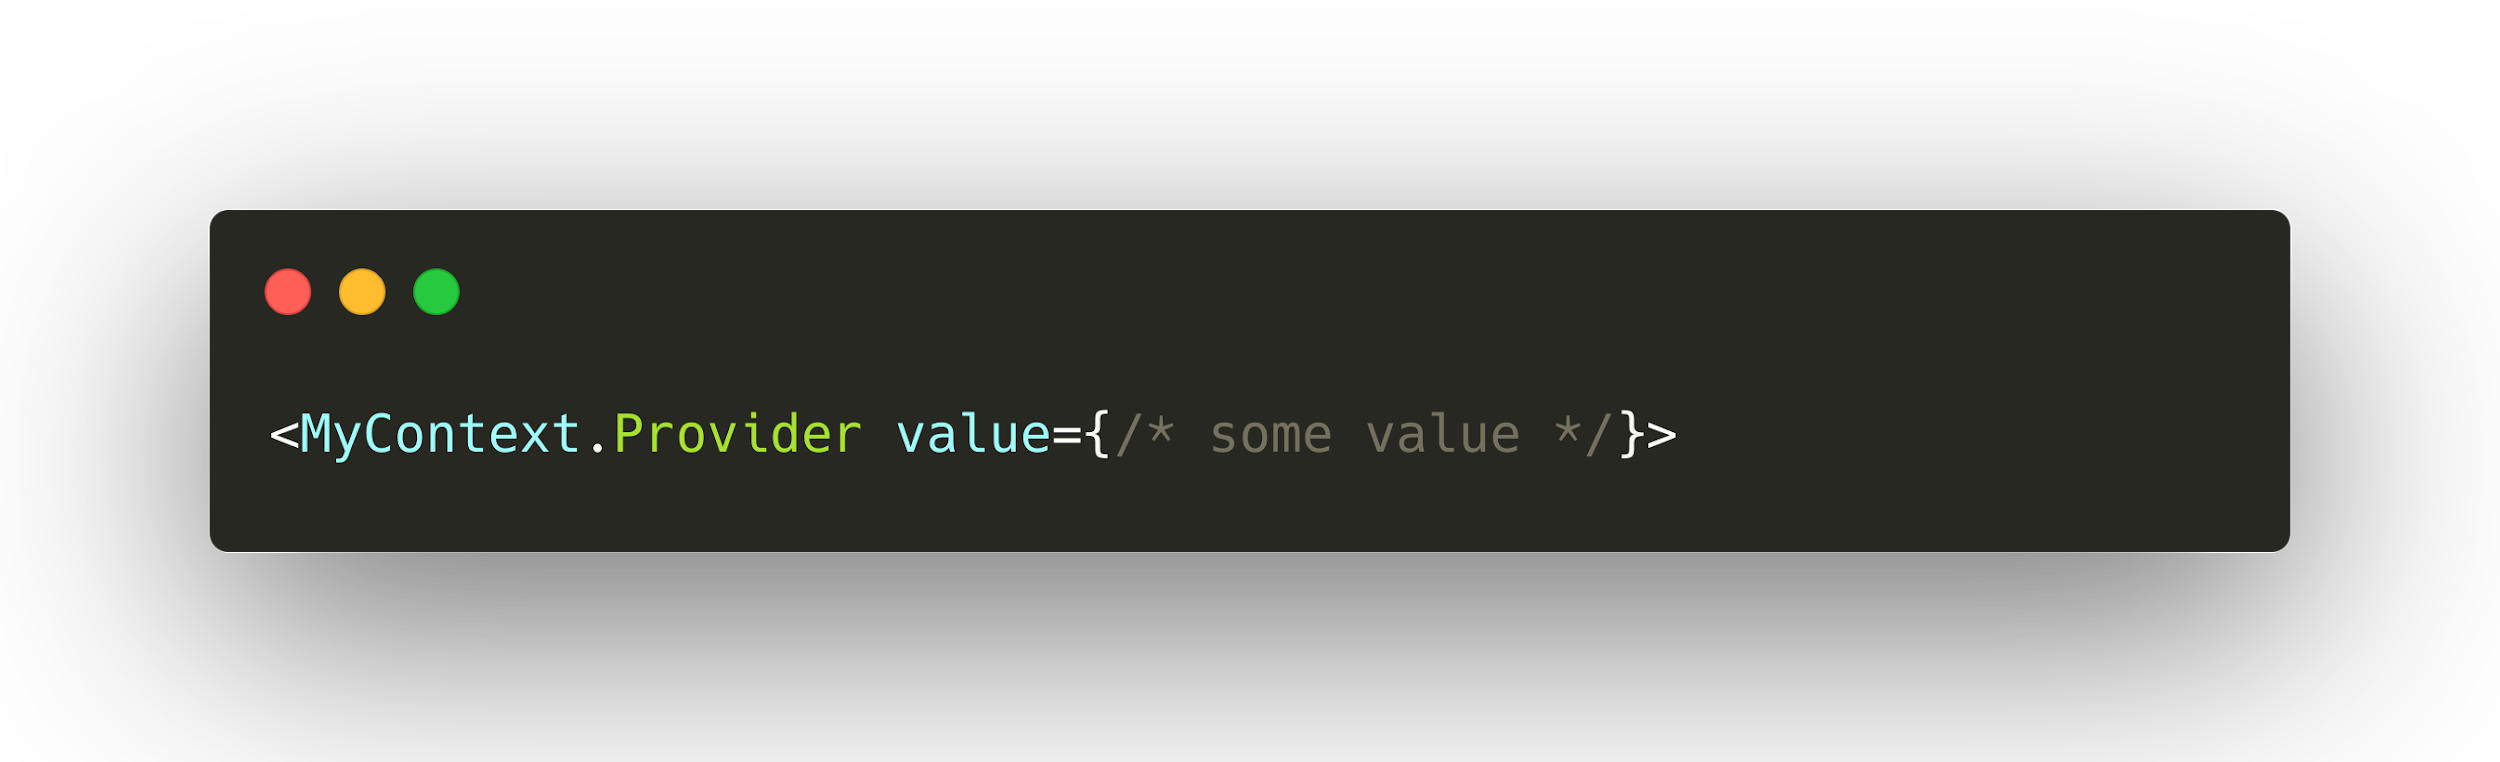 <MyContext.Provider value={/* some value */}>